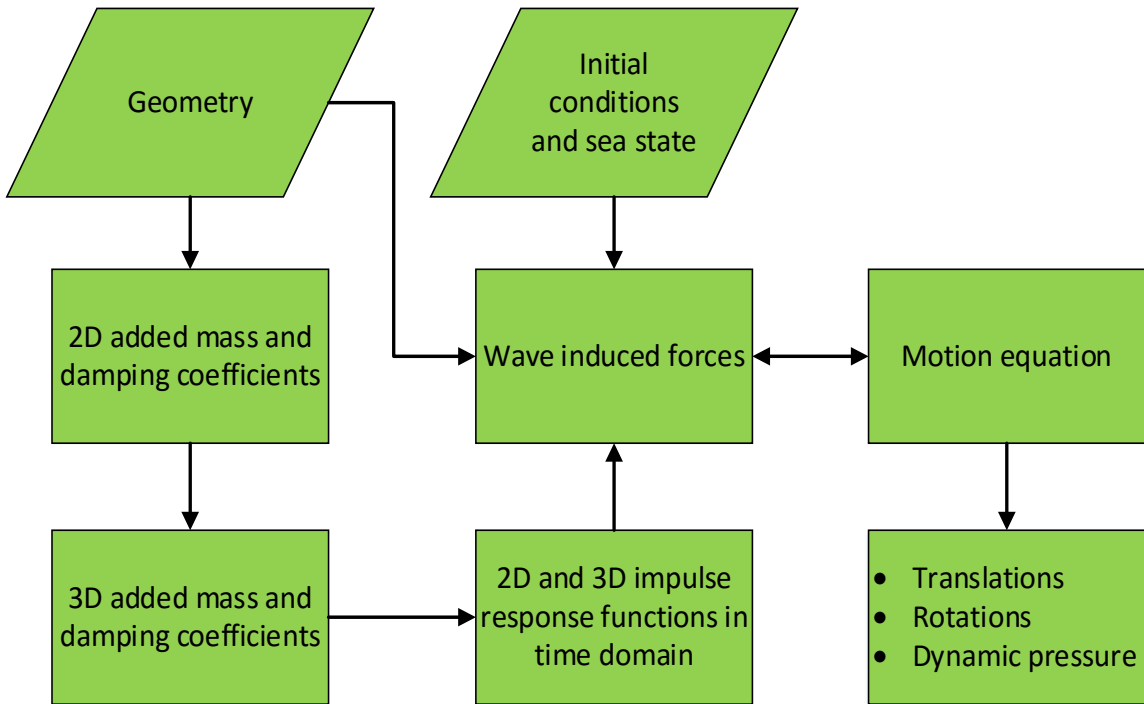 Geometry
Initial
conditions
and sea state
2D added mass and
damping coefficients
Wave induced forces
Motion equation
3D added mass and
damping coefficients
2D and 3D impulse
response functions in
time domain
• Translations
• Rotations
• Dynamic pressure